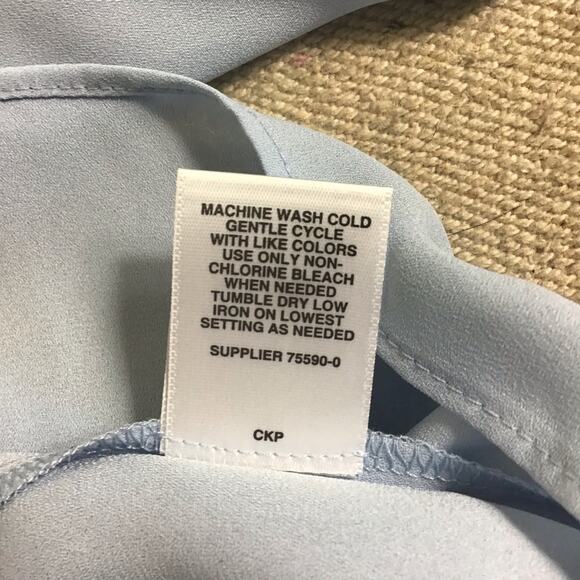 MACHINE WASH COLD
GENTLE CYCLE
WITH LIKE COLORS
USE ONLY NON-
CHLORINE BLEACH
WHEN NEEDED
TUMBLE DRY LOW
IRON ON LOWEST
SETTING AS NEEDED
SUPPLIER 75590-0
CKP